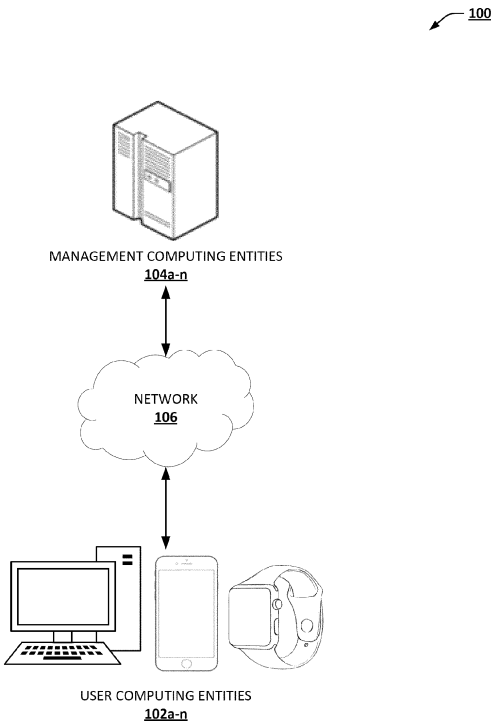 100
MANAGEMENT COMPUTING ENTITIES
104a-n
NETWORK
106
USER COMPUTING ENTITIES
102a-n